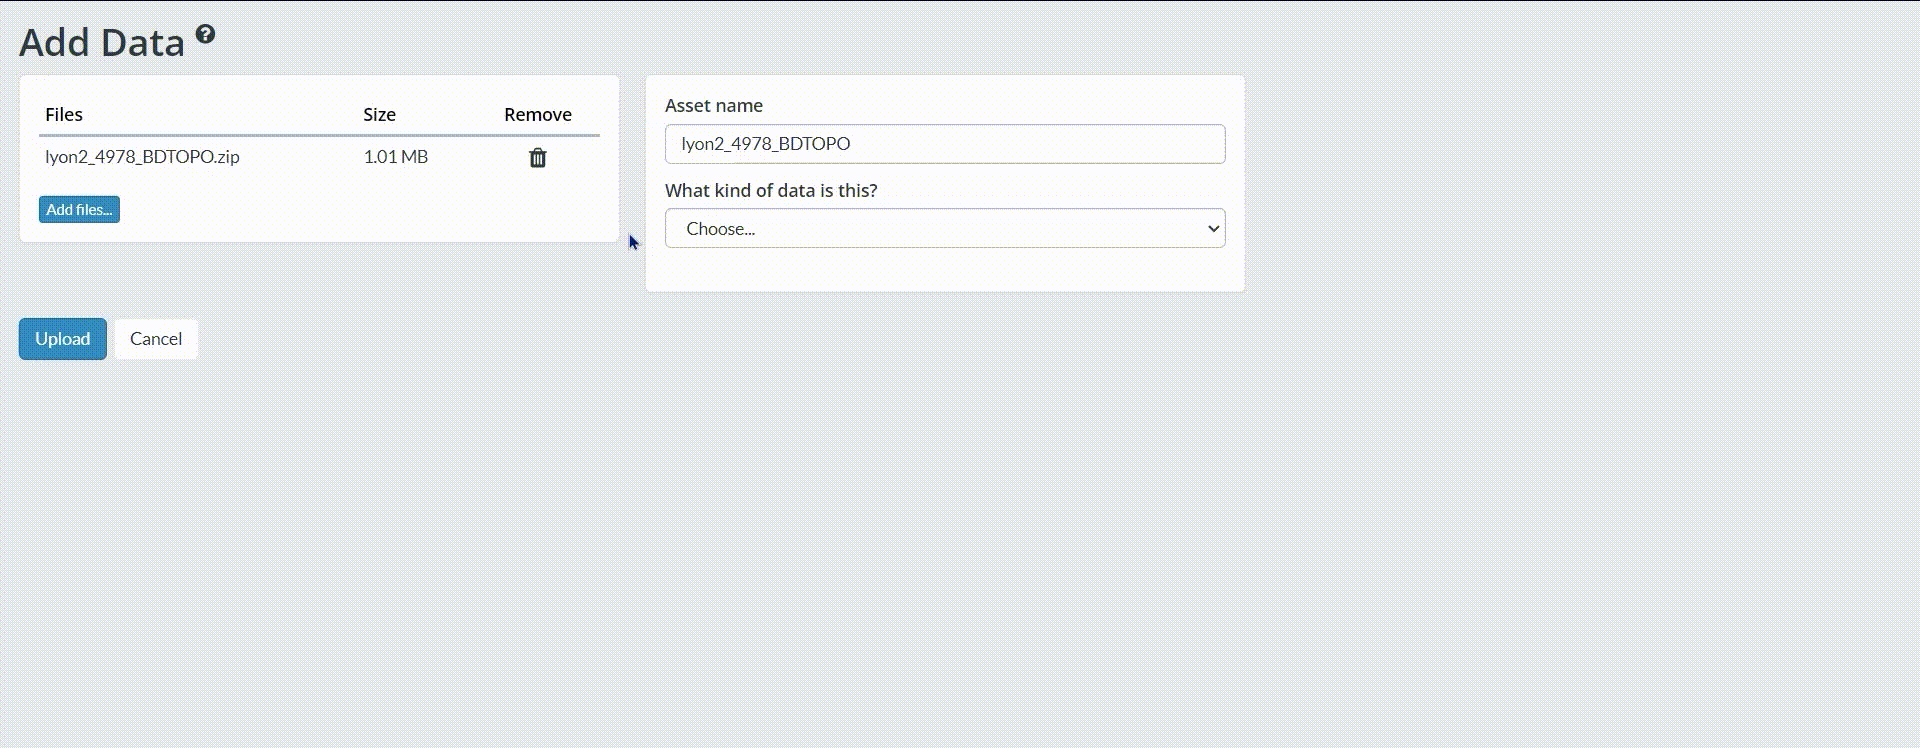 Add Data
Files Size Remove
lyon2_4978_BDTOPO.zip 1.01 MB
Add files...
Asset name
lyon2_4978_BDTOPO
What kind of data is this?
Choose...
Upload Cancel